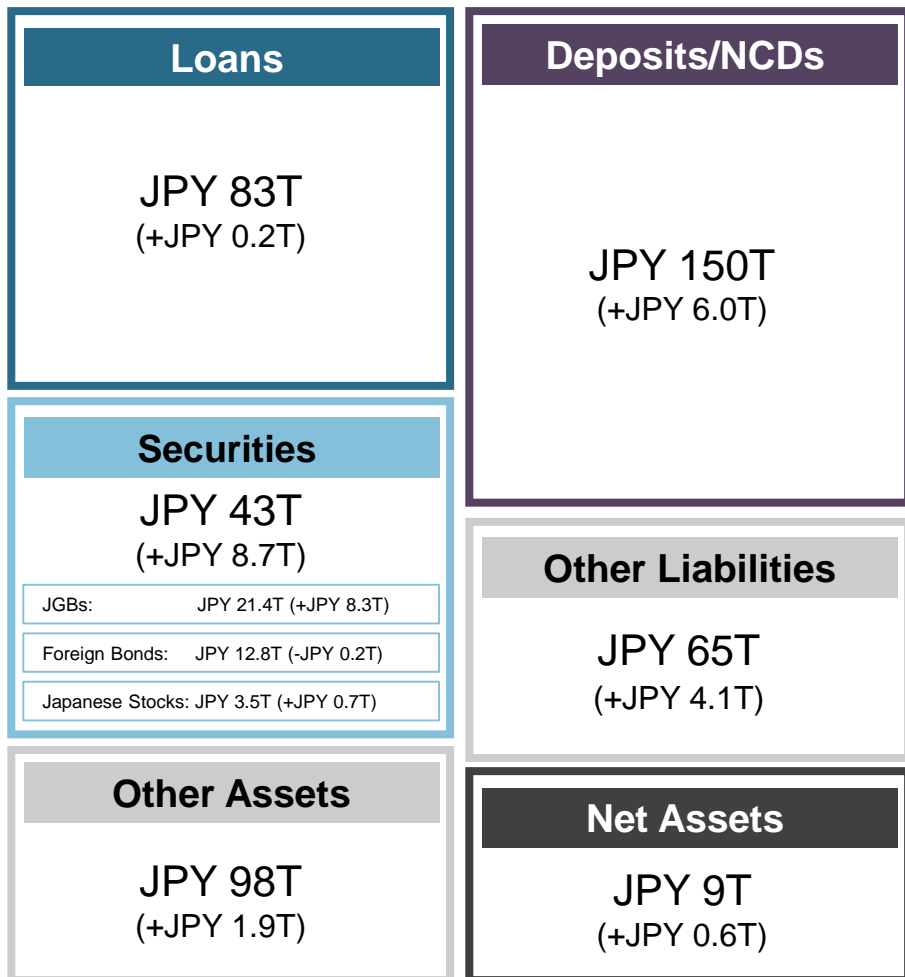 Loans
JPY 83T
(+JPY 0.2T)
Securities
JPY 43T
(+JPY 8.7T)
JGBs: JPY 21.4T (+JPY 8.3T)
Foreign Bonds: JPY 12.8T (-JPY 0.2T)
Japanese Stocks: JPY 3.5T (+JPY 0.7T)
Other Assets
JPY 98T
(+JPY 1.9T)
Deposits/NCDs
JPY 150T
(+JPY 6.0T)
Other Liabilities
JPY 65T
(+JPY 4.1T)
Net Assets
JPY 9T
(+JPY 0.6T)